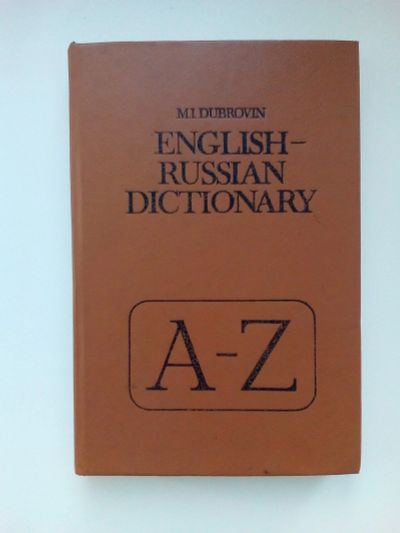 M.I. DUBROVIN
ENGLISH–
RUSSIAN
DICTIONARY
A–Z